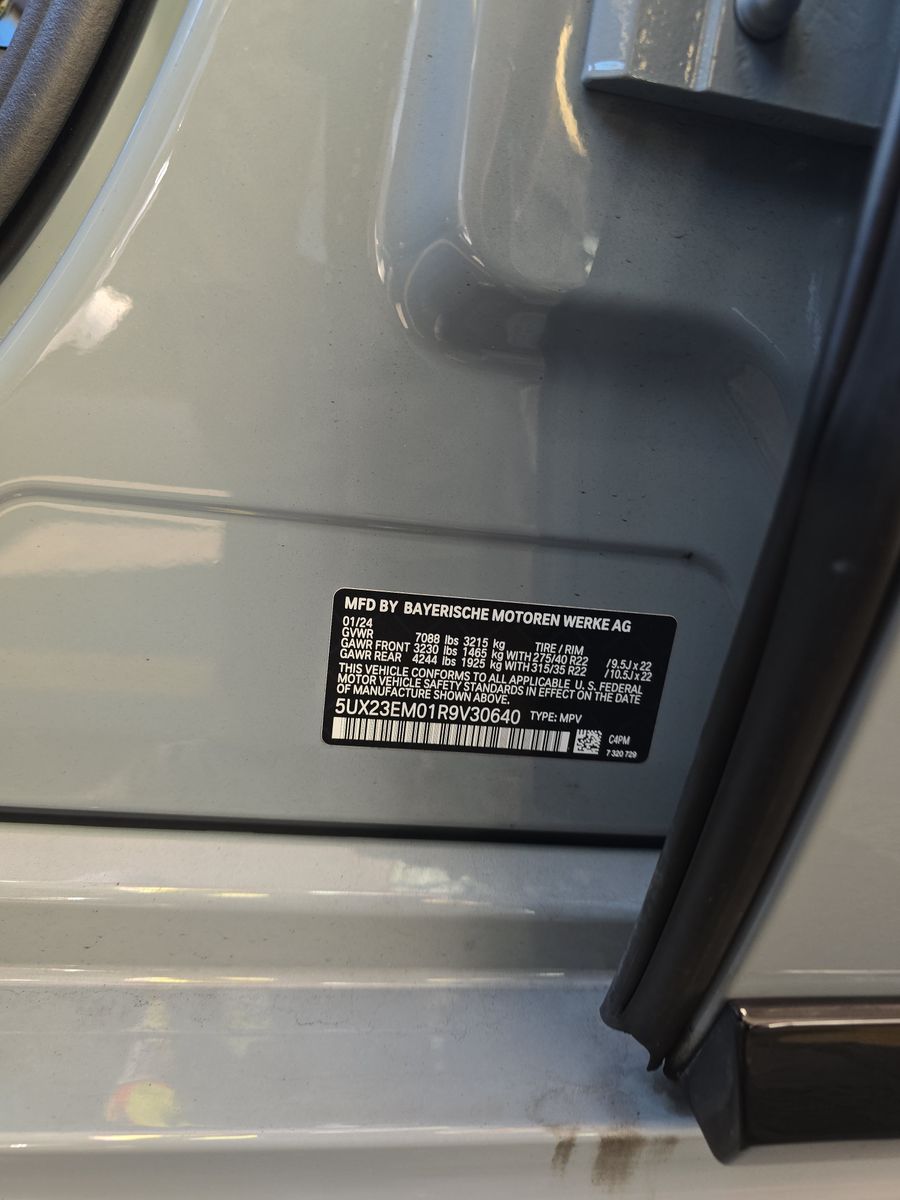 MFD BY BAYERISCHE MOTOREN WERKE AG
01/24
GVWR 7088 lbs 3215 kg TIRE / RIM
GAWR FRONT 3230 lbs 1465 kg WITH 275/40 R22 /9.5J x 22
GAWR REAR 4244 lbs 1925 kg WITH 315/35 R22 /10.5J x 22
THIS VEHICLE CONFORMS TO ALL APPLICABLE U. S. FEDERAL
MOTOR VEHICLE SAFETY STANDARDS IN EFFECT ON THE DATE
OF MANUFACTURE SHOWN ABOVE.
5UX23EM01R9V30640 TYPE: MPV
C4PM
7 320 729